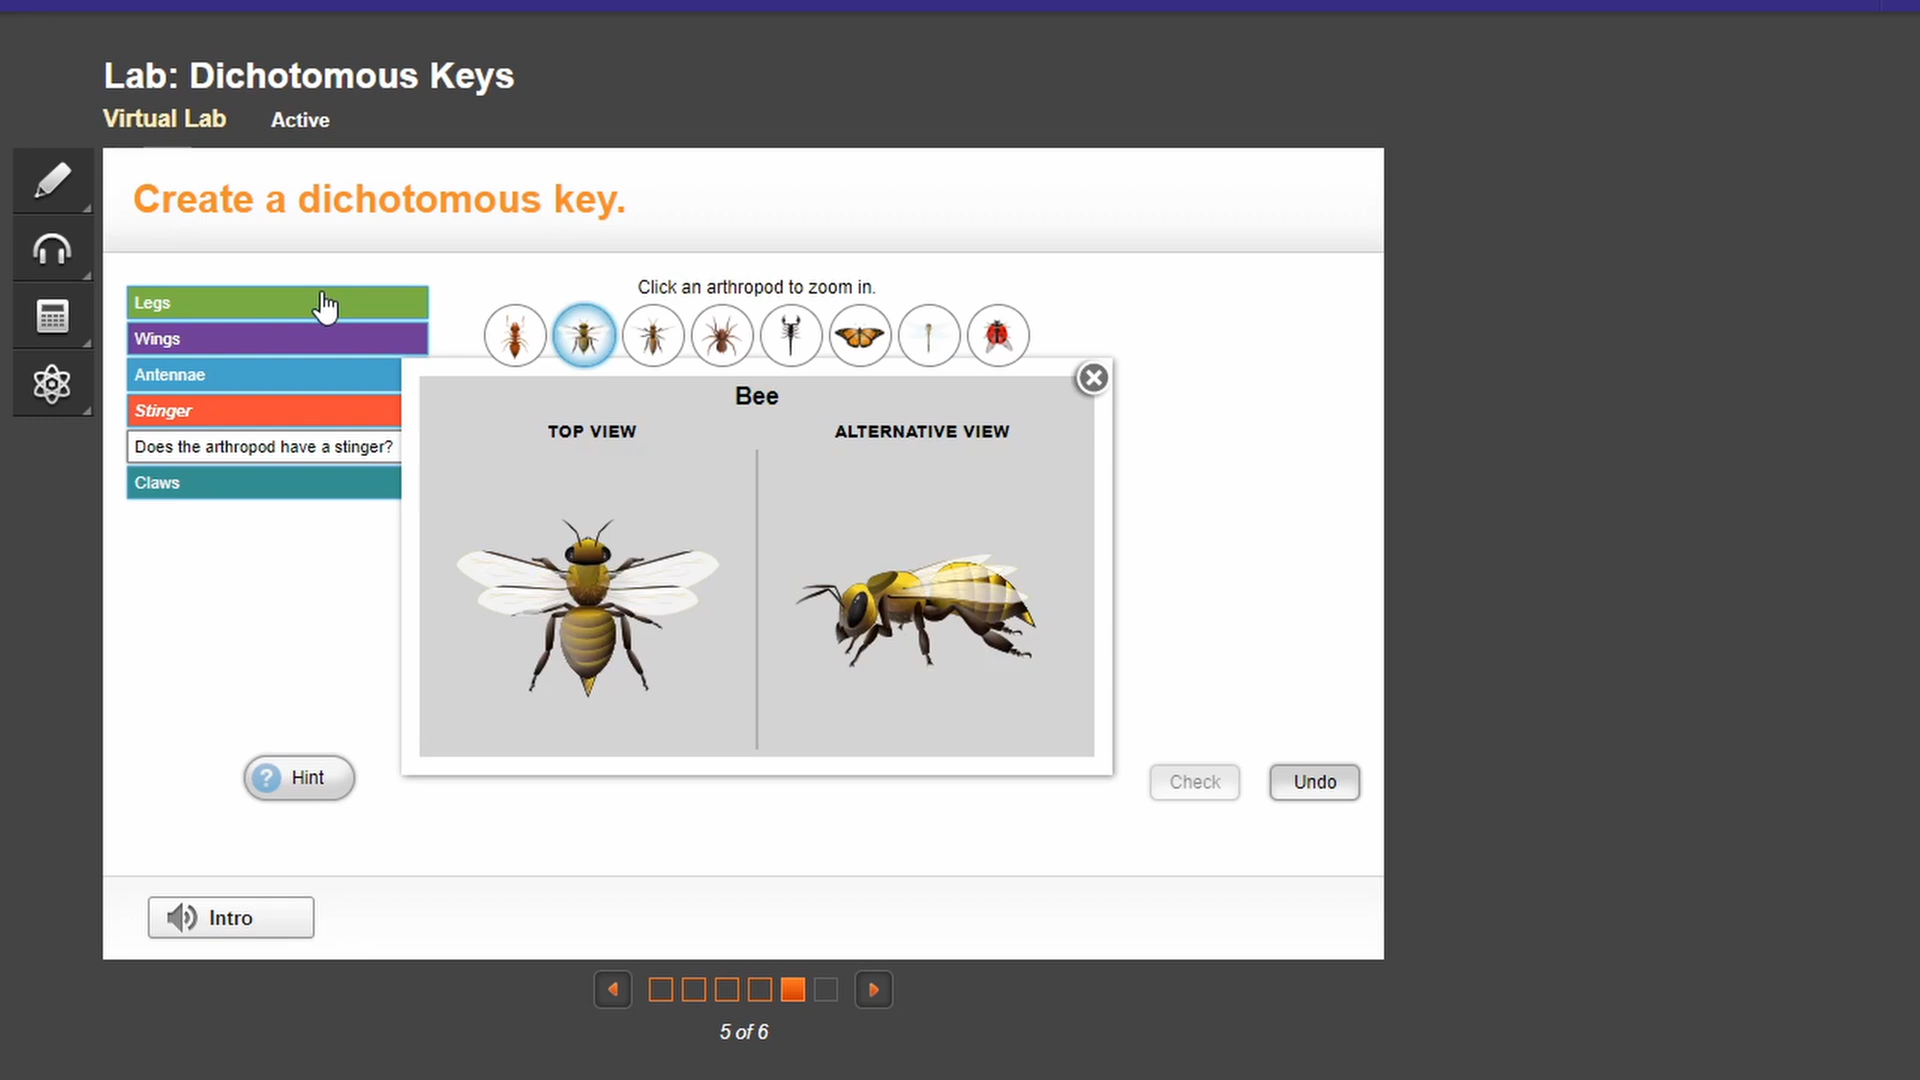 Lab: Dichotomous Keys
Virtual Lab Active
Create a dichotomous key.
Click an arthropod to zoom in.
Legs
Wings
Antennae
Stinger
Does the arthropod have a stinger?
Claws
Bee
TOP VIEW
ALTERNATIVE VIEW
? Hint
Check
Undo
Intro
5 of 6